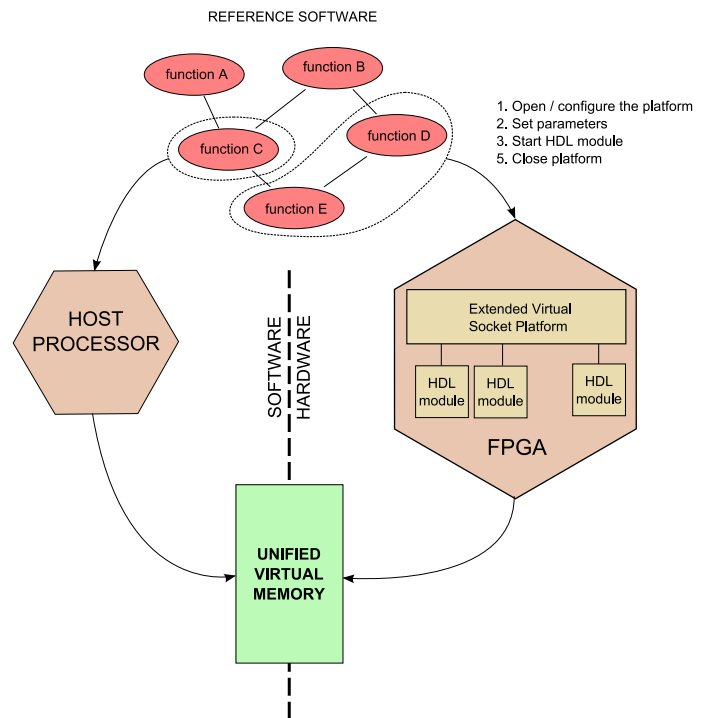 REFERENCE SOFTWARE
function A
function B
function C
function D
function E
1. Open / configure the platform
2. Set parameters
3. Start HDL module
5. Close platform
HOST
PROCESSOR
SOFTWARE
HARDWARE
Extended Virtual
Socket Platform
HDL
module
HDL
module
HDL
module
FPGA
UNIFIED
VIRTUAL
MEMORY